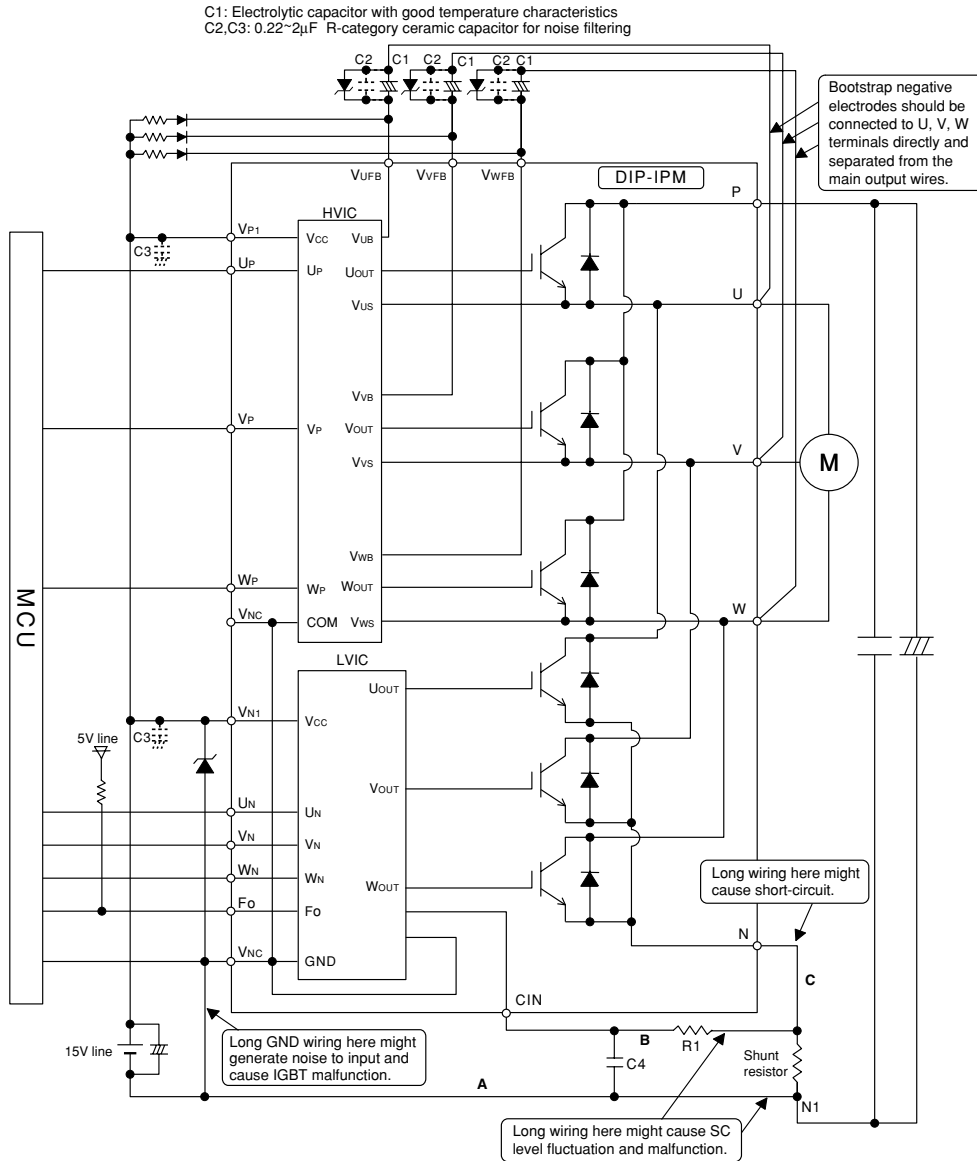 C1: Electrolytic capacitor with good temperature characteristics
C2,C3: 0.22~2μF R-category ceramic capacitor for noise filtering
C2 C1 C2 C1 C2 C1
Bootstrap negative
electrodes should be
connected to U, V, W
terminals directly and
separated from the
main output wires.
VUFB VVFB VWFB
DIP-IPM
P
HVIC
VP1
VCC
VUB
C3
UP
UP
UOUT
U
VUS
VVB
VP
VP
VOUT
V
VVS
M
VWB
WP
WP
WOUT
W
VNC
COM
VWS
MCU
LVIC
UOUT
VN1
VCC
5V line
C3
VOUT
UN
UN
VN
VN
WN
WN
WOUT
Long wiring here might
cause short-circuit.
FO
FO
N
VNC
GND
C
CIN
15V line
Long GND wiring here might
generate noise to input and
cause IGBT malfunction.
B
R1
C4
Shunt
resistor
A
N1
Long wiring here might cause SC
level fluctuation and malfunction.